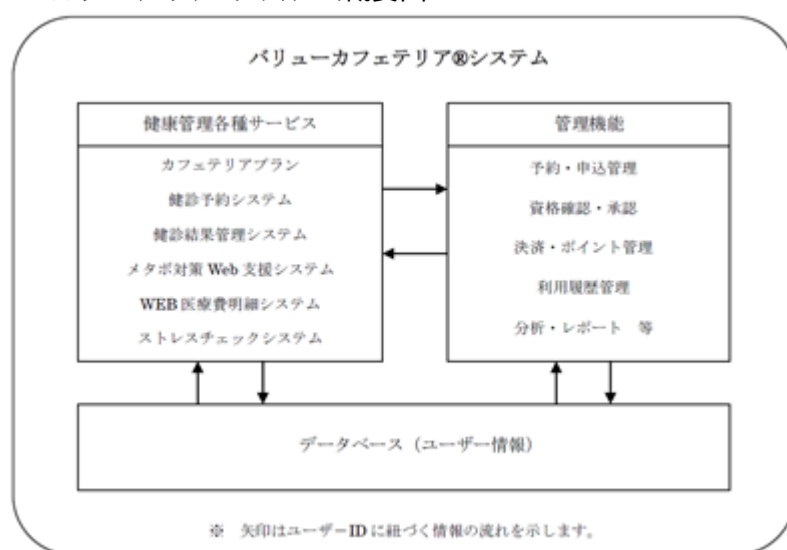 バリューカフェテリア®システム
健康管理各種サービス
カフェテリアプラン
健診予約システム
健診結果管理システム
メタボ対策 Web 支援システム
WEB 医療費明細システム
ストレスチェックシステム
管理機能
予約・申込管理
資格確認・承認
決済・ポイント管理
利用履歴管理
分析・レポート 等
データベース（ユーザー情報）
※ 矢印はユーザーID に紐づく情報の流れを示します。